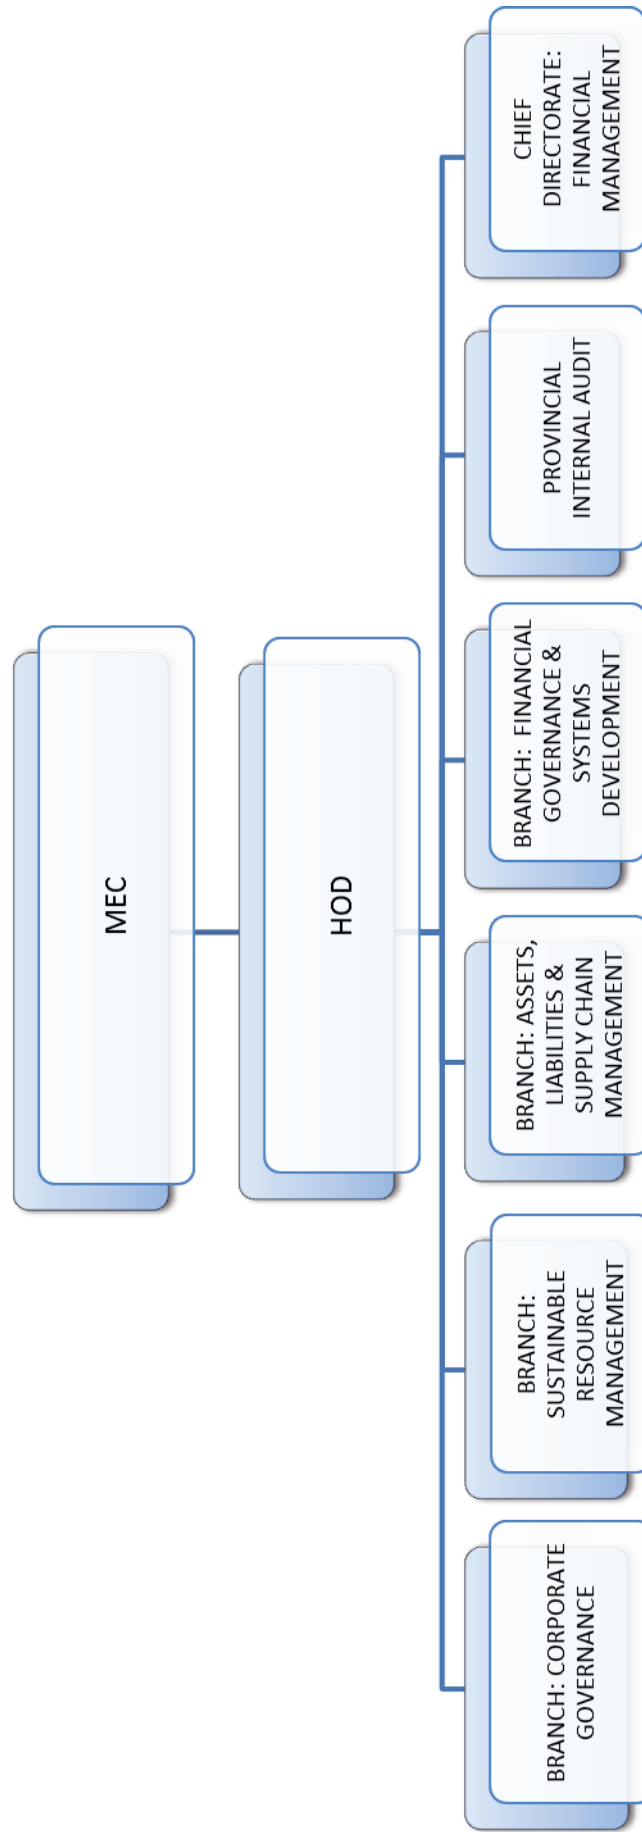 MEC
HOD
BRANCH: CORPORATE
GOVERNANCE
BRANCH:
SUSTAINABLE
RESOURCE
MANAGEMENT
BRANCH: ASSETS,
LIABILITIES &
SUPPLY CHAIN
MANAGEMENT
BRANCH: FINANCIAL
GOVERNANCE &
SYSTEMS
DEVELOPMENT
PROVINCIAL
INTERNAL AUDIT
CHIEF
DIRECTORATE:
FINANCIAL
MANAGEMENT